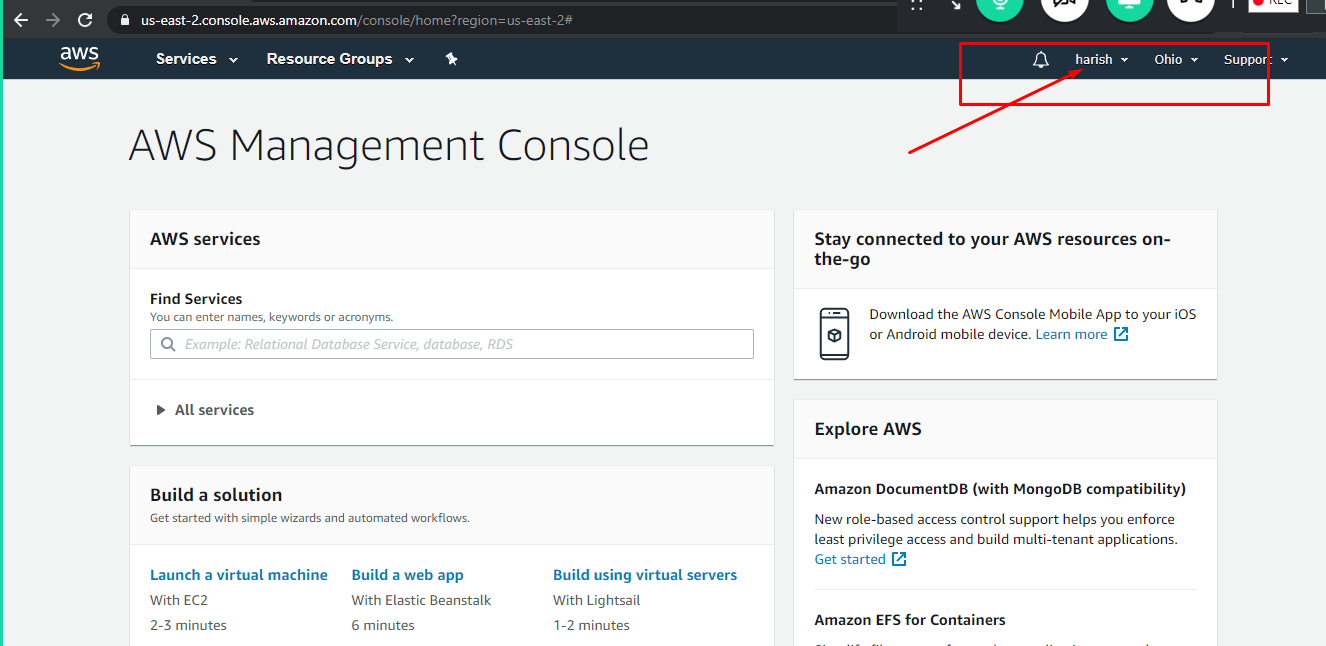 us-east-2.console.aws.amazon.com/console/home?region=us-east-2#
REC
aws
Services
Resource Groups
harish
Ohio
Support
AWS Management Console
AWS services
Find Services
You can enter names, keywords or acronyms.
Example: Relational Database Service, database, RDS
All services
Build a solution
Get started with simple wizards and automated workflows.
Launch a virtual machine
With EC2
2-3 minutes
Build a web app
With Elastic Beanstalk
6 minutes
Build using virtual servers
With Lightsail
1-2 minutes
Stay connected to your AWS resources on-
the-go
Download the AWS Console Mobile App to your iOS
or Android mobile device. Learn more
Explore AWS
Amazon DocumentDB (with MongoDB compatibility)
New role-based access control support helps you enforce
least privilege access and build multi-tenant applications.
Get started
Amazon EFS for Containers